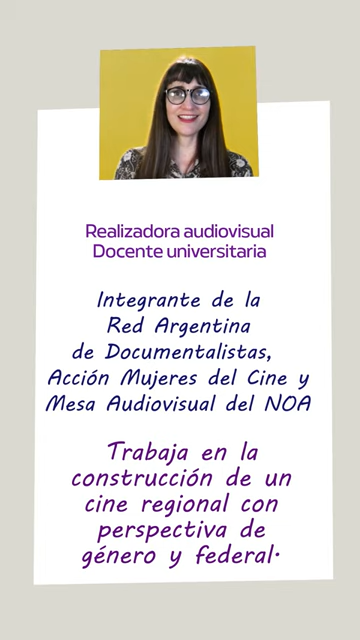 Realizadora audiovisual
Docente universitaria
Integrante de la
Red Argentina
de Documentalistas,
Acción Mujeres del Cine y
Mesa Audiovisual del NOA
Trabaja en la
construcción de un
cine regional con
perspectiva de
género y federal.